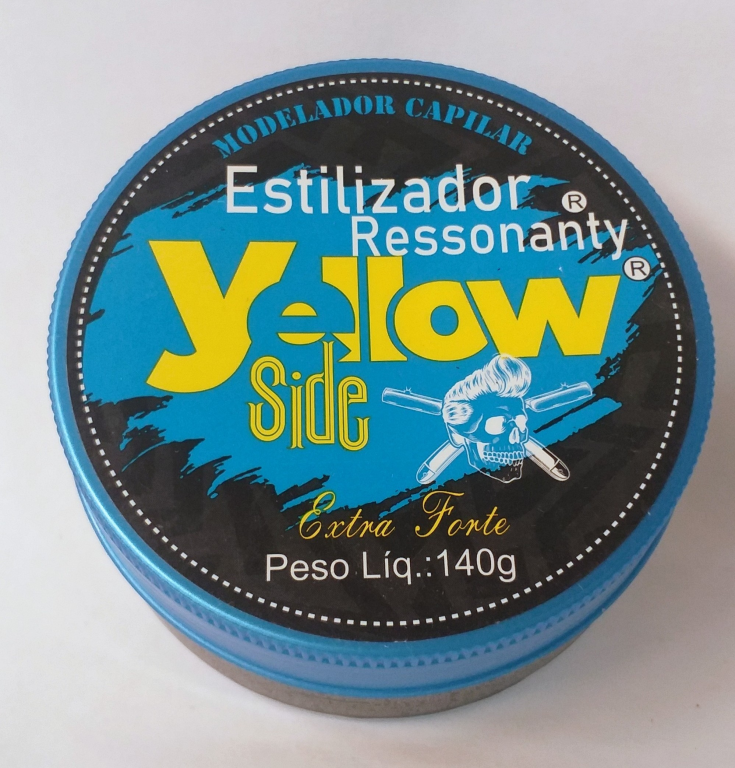 MODELADOR CAPILAR
Estilizador ®
Ressonanty
Yellow ®
Side
Extra Forte
Peso Líq.:140g